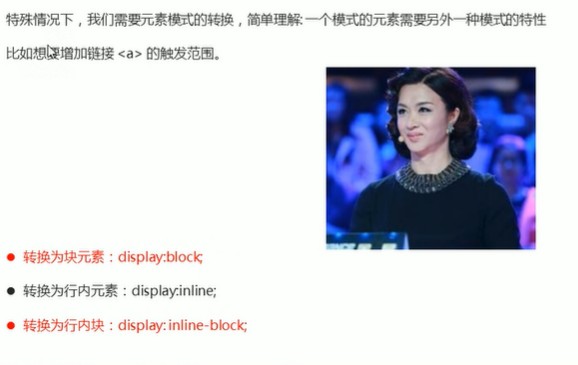 特殊情况下，我们需要元素模式的转换，简单理解:一个模式的元素需要另外一种模式的特性
比如想要增加链接 <a> 的触发范围。
● 转换为块元素：display:block;
● 转换为行内元素：display:inline;
● 转换为行内块：display: inline-block;